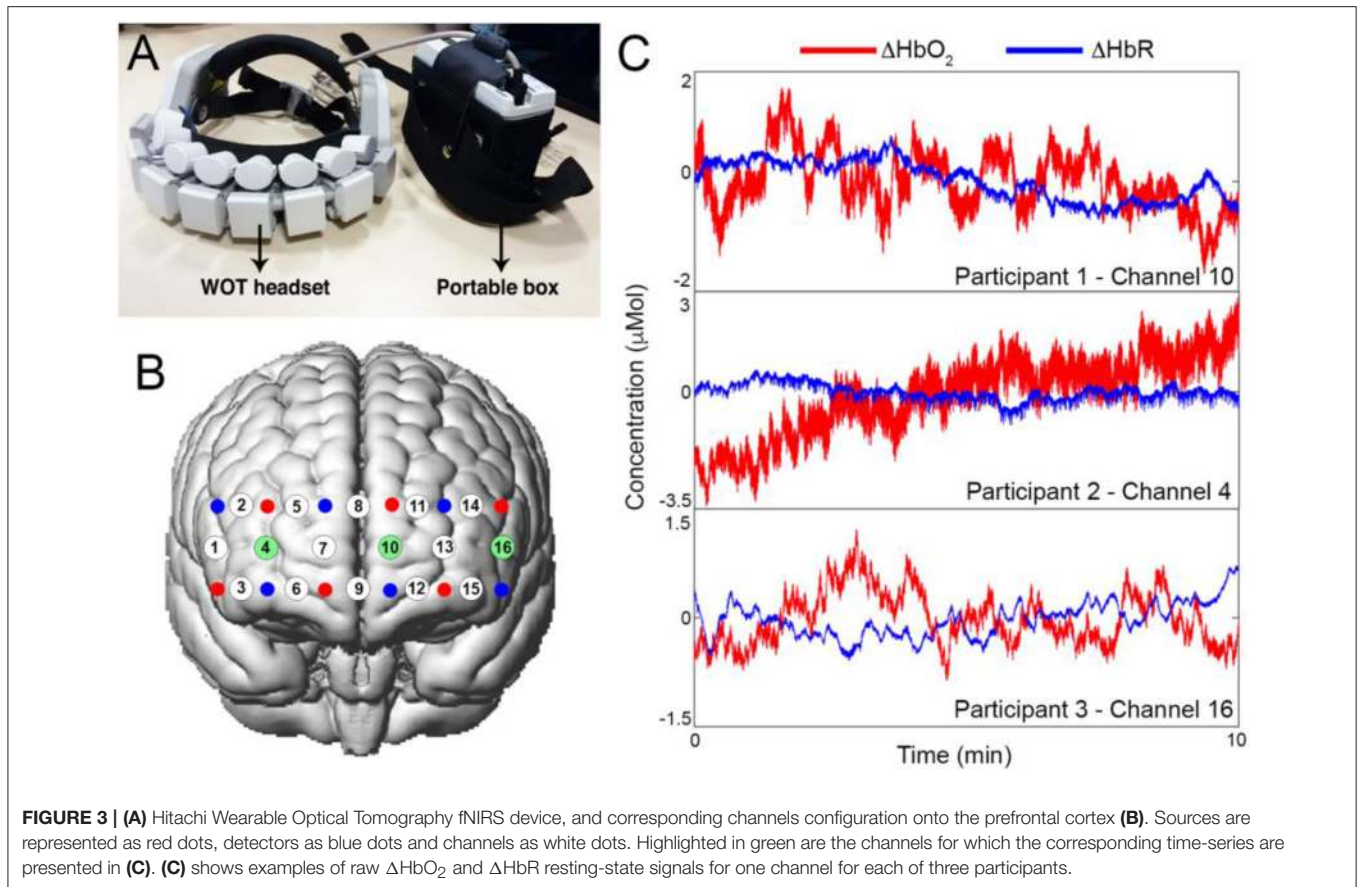 A
WOT headset
Portable box
B
2 5 8 11 14
1 4 7 10 13 16
3 6 9 12 15
C
ΔHbO₂ ΔHbR
Concentration (μMol)
2
0
-2
Participant 1 - Channel 10
3
0
-3.5
Participant 2 - Channel 4
1.5
0
-1.5
Participant 3 - Channel 16
0 10
Time (min)
FIGURE 3 | (A) Hitachi Wearable Optical Tomography fNIRS device, and corresponding channels configuration onto the prefrontal cortex (B). Sources are
represented as red dots, detectors as blue dots and channels as white dots. Highlighted in green are the channels for which the corresponding time-series are
presented in (C). (C) shows examples of raw ΔHbO₂ and ΔHbR resting-state signals for one channel for each of three participants.